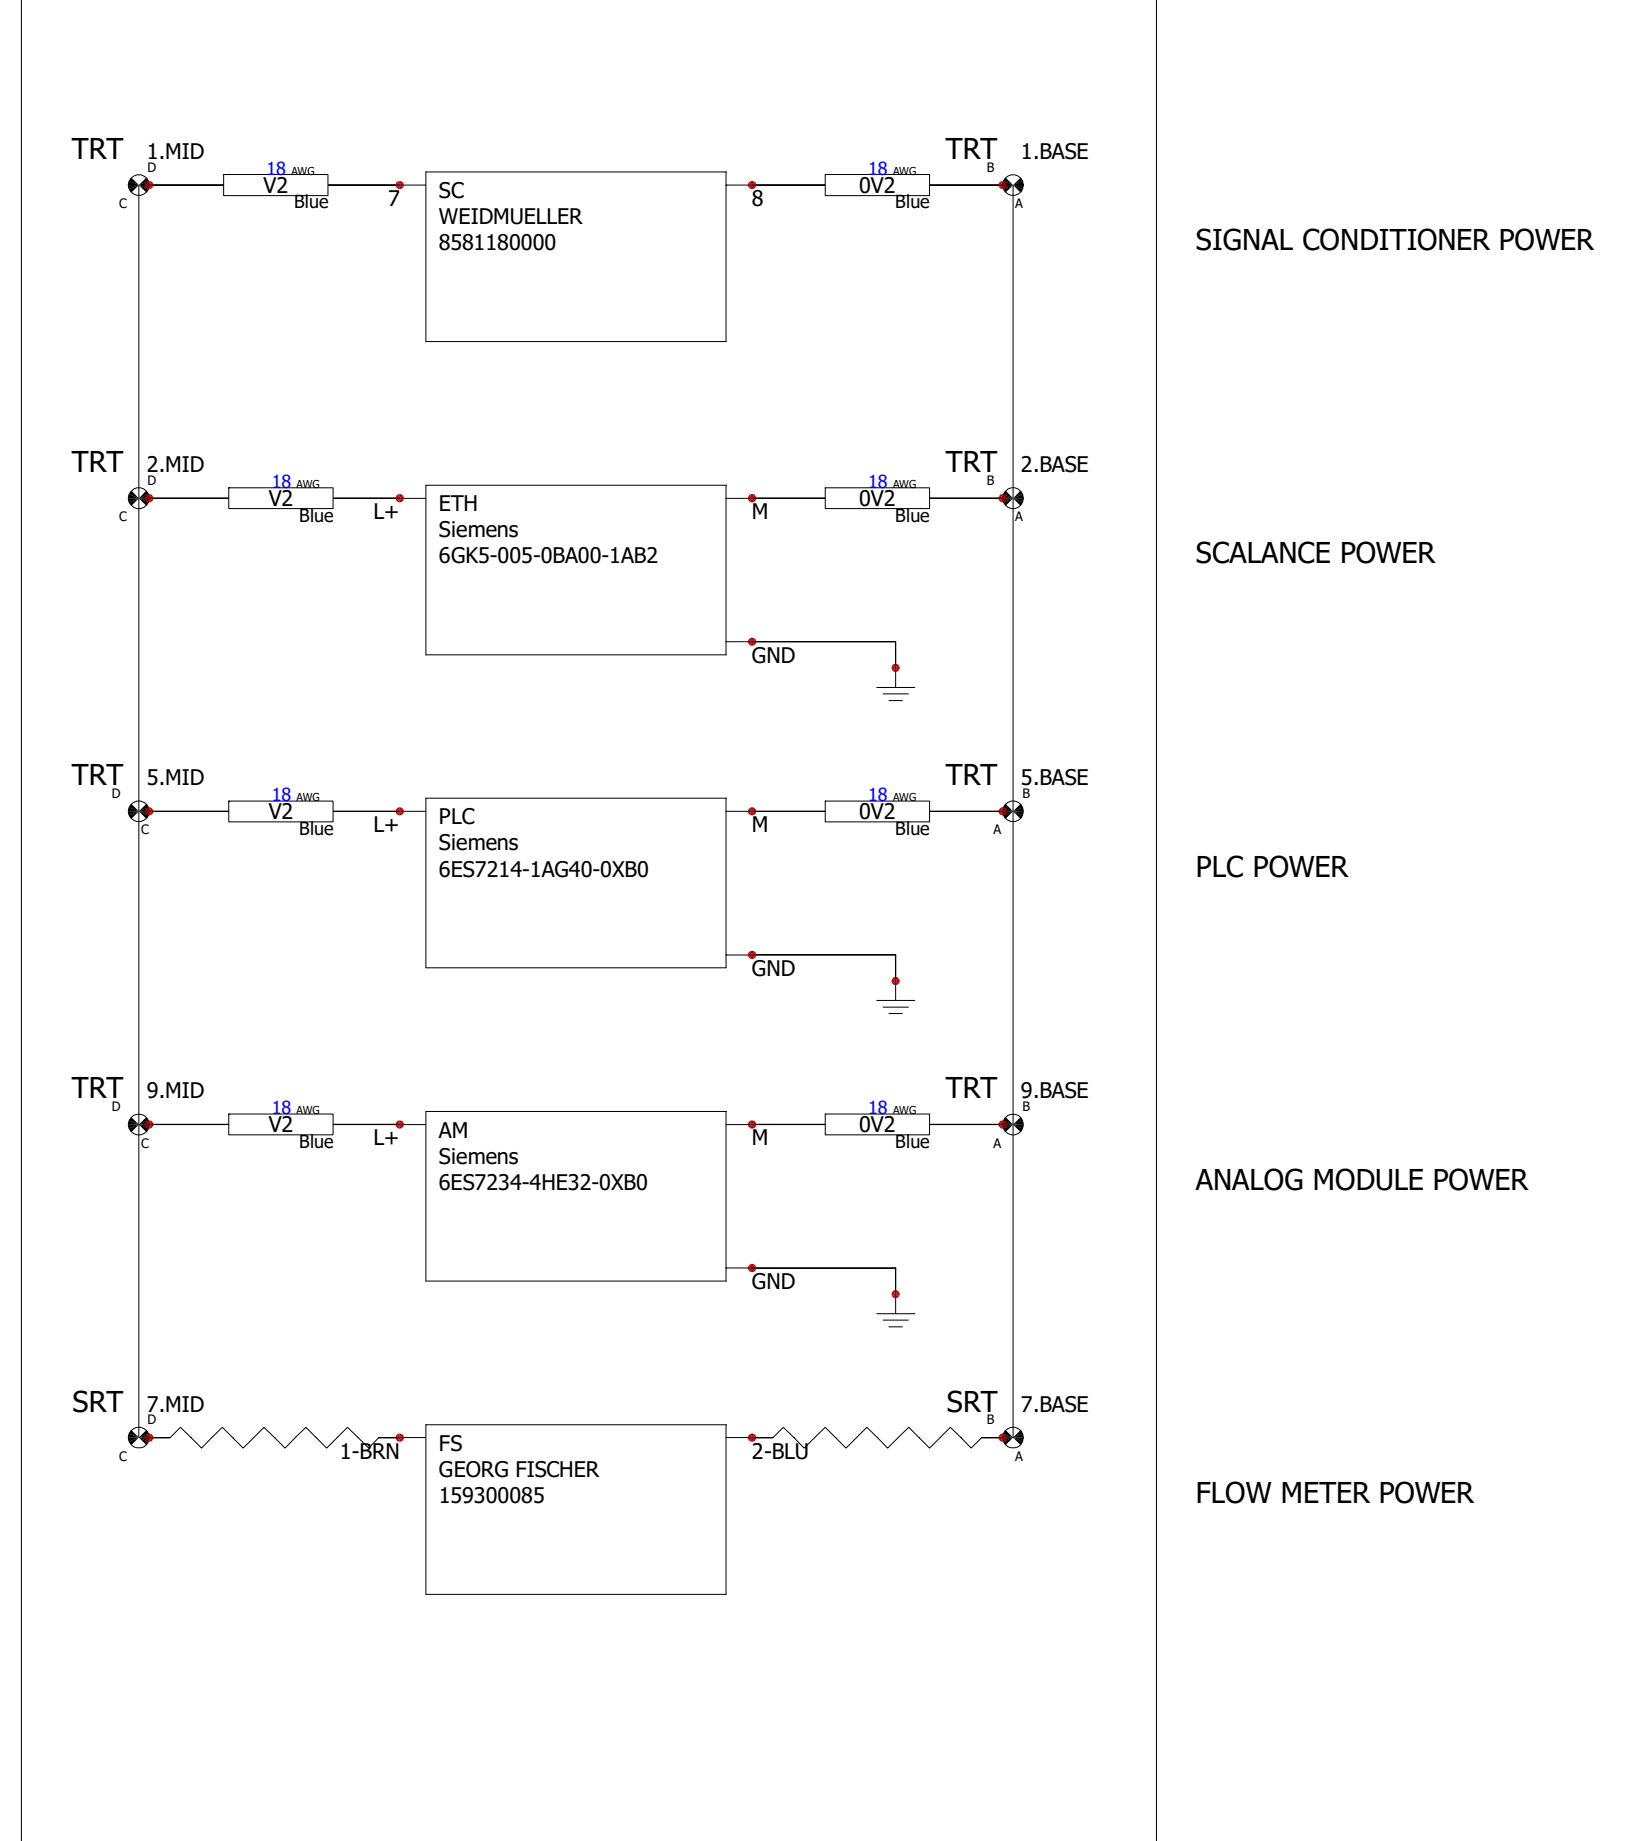 TRT 1.MID
D
C
18 AWG
V2
Blue
7
SC
WEIDMUELLER
8581180000
8
18 AWG
0V2
Blue
TRT 1.BASE
B
A
SIGNAL CONDITIONER POWER
TRT 2.MID
D
C
18 AWG
V2
Blue
L+
ETH
Siemens
6GK5-005-0BA00-1AB2
M
GND
18 AWG
0V2
Blue
TRT 2.BASE
B
A
SCALANCE POWER
TRT 5.MID
D
C
18 AWG
V2
Blue
L+
PLC
Siemens
6ES7214-1AG40-0XB0
M
GND
18 AWG
0V2
Blue
TRT 5.BASE
B
A
PLC POWER
TRT 9.MID
D
C
18 AWG
V2
Blue
L+
AM
Siemens
6ES7234-4HE32-0XB0
M
GND
18 AWG
0V2
Blue
TRT 9.BASE
B
A
ANALOG MODULE POWER
SRT 7.MID
D
C
1-BRN
FS
GEORG FISCHER
159300085
2-BLU
SRT 7.BASE
B
A
FLOW METER POWER